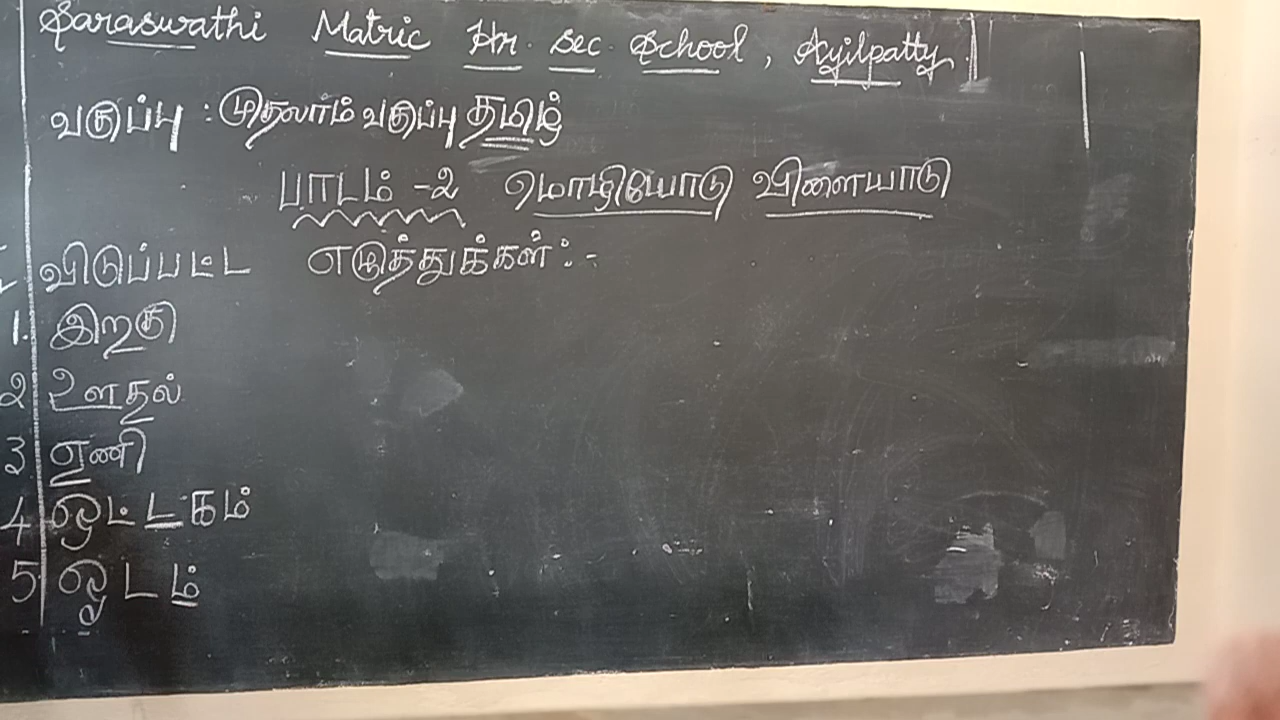 Saraswathi Matric Hr. Sec. School, Ayilpatty.
வகுப்பு : முதலாம் வகுப்பு தமிழ்
பாடம் -2 மொழியோடு விளையாடு
விடுப்பட்ட எழுத்துக்கள் :-
1. இறகு
2 ஊதல்
3 ஏணி
4 ஒட்டகம்
5 ஓடம்